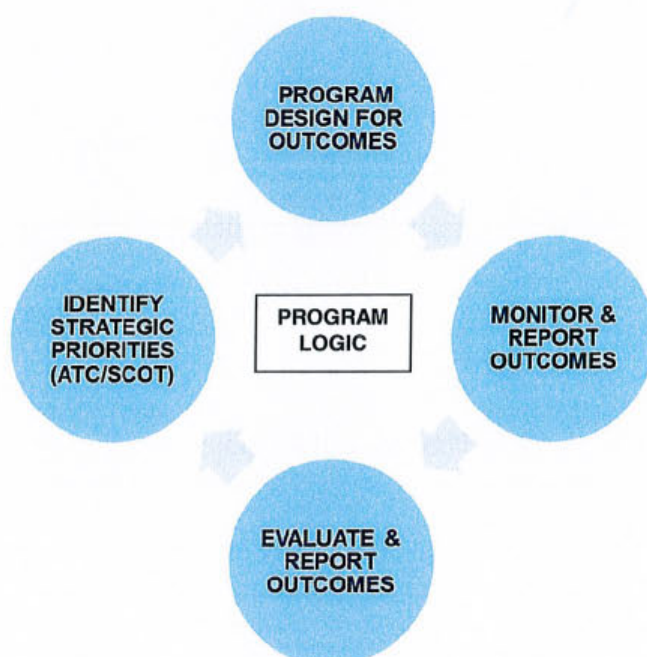 PROGRAM
DESIGN FOR
OUTCOMES
IDENTIFY
STRATEGIC
PRIORITIES
(ATC/SCOT)
PROGRAM
LOGIC
MONITOR &
REPORT
OUTCOMES
EVALUATE &
REPORT
OUTCOMES